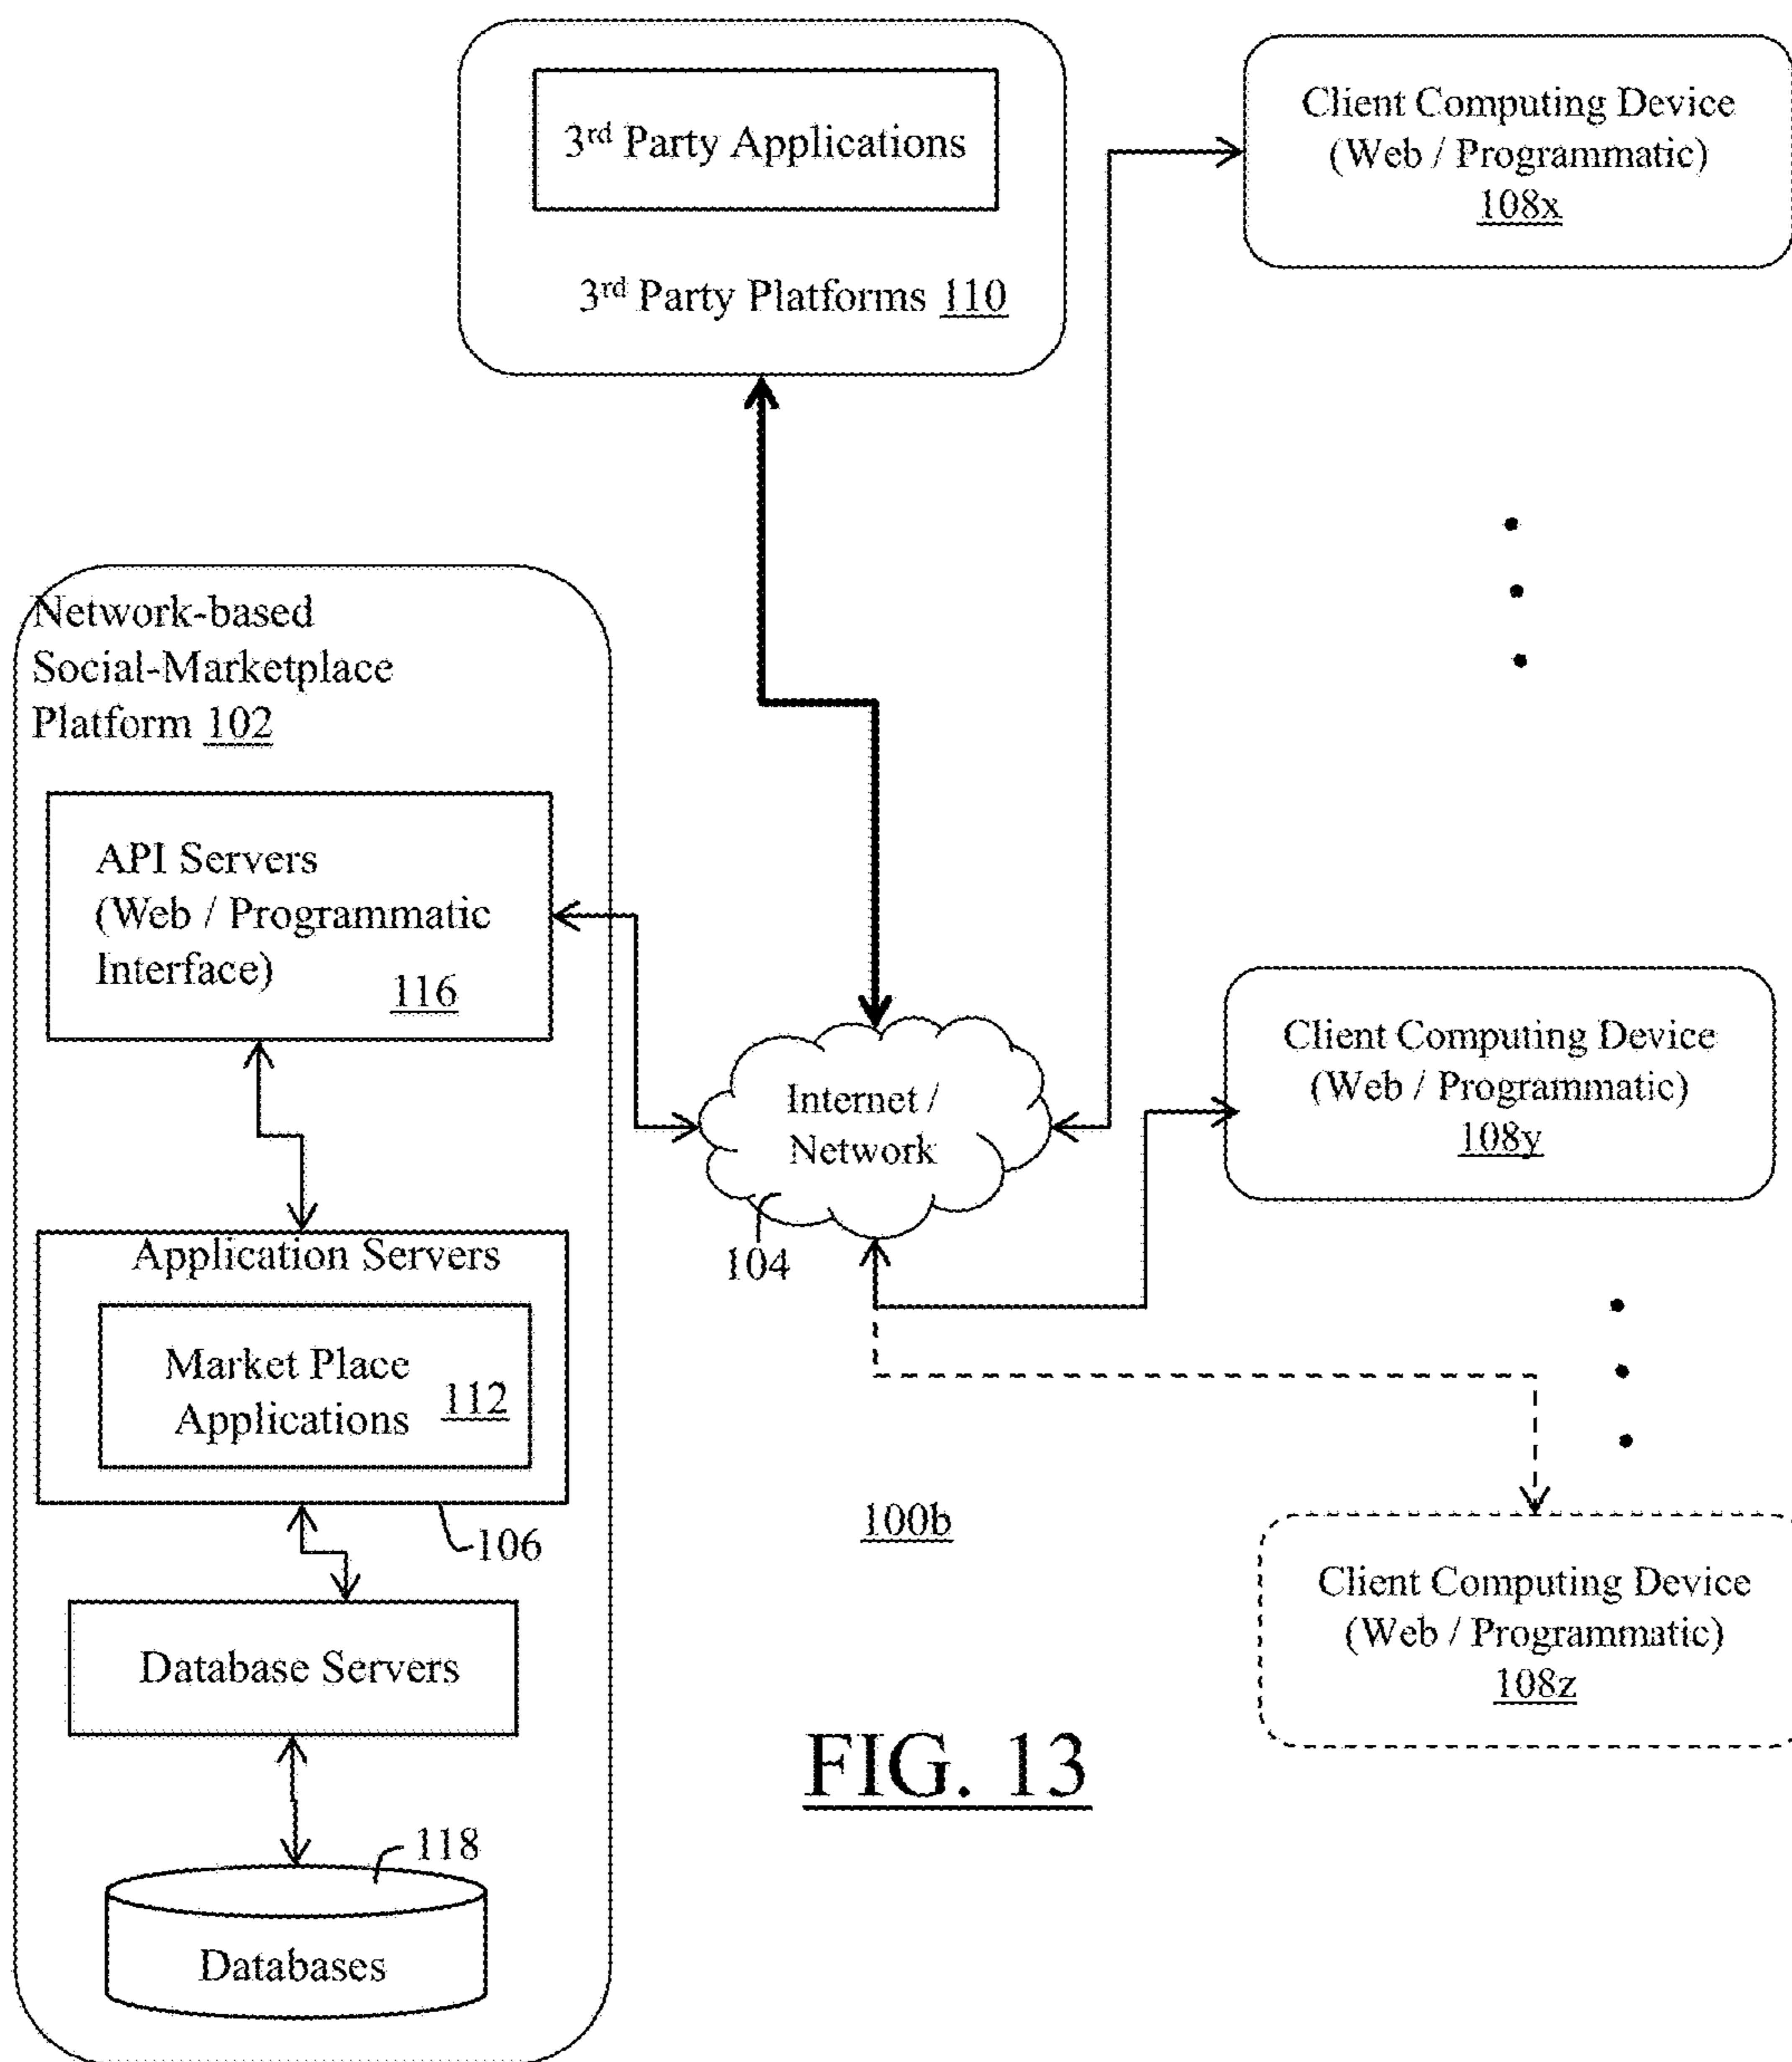 3rd Party Applications
3rd Party Platforms 110
Client Computing Device
(Web / Programmatic)
108x
Network-based
Social-Marketplace
Platform 102
API Servers
(Web / Programmatic
Interface)
116
Internet /
Network
104
Client Computing Device
(Web / Programmatic)
108y
Application Servers
Market Place
Applications
112
106
100b
Client Computing Device
(Web / Programmatic)
108z
Database Servers
118
Databases
FIG. 13